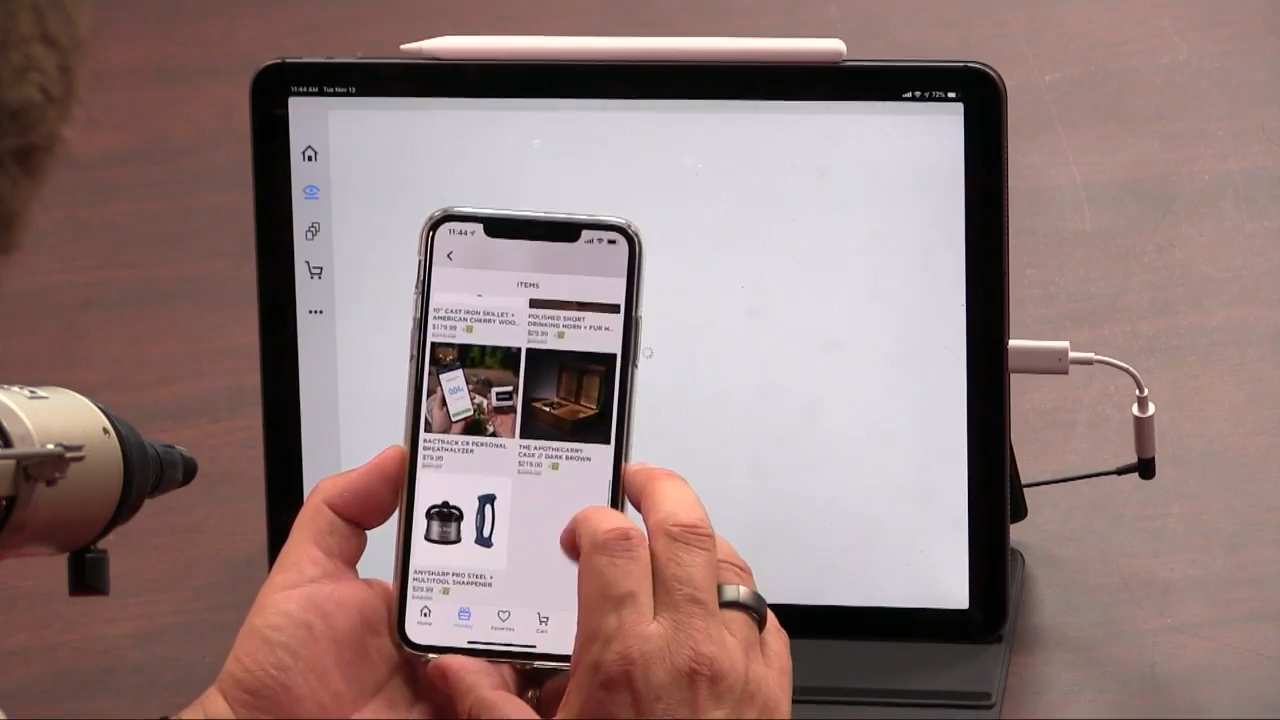 11:44 AM Tue Nov 13
72%
11:44
ITEMS
10" CAST IRON SKILLET +
AMERICAN CHERRY WOO...
$179.99
POLISHED SHORT
DRINKING HORN + FUR H...
$29.99
BACTRACK C8 PERSONAL
BREATHALYZER
$79.99
THE APOTHECARRY
CASE // DARK BROWN
$219.00
ANYSHARP PRO STEEL +
MULTITOOL SHARPENER
$29.99
Home
Holiday
Favorites
Cart